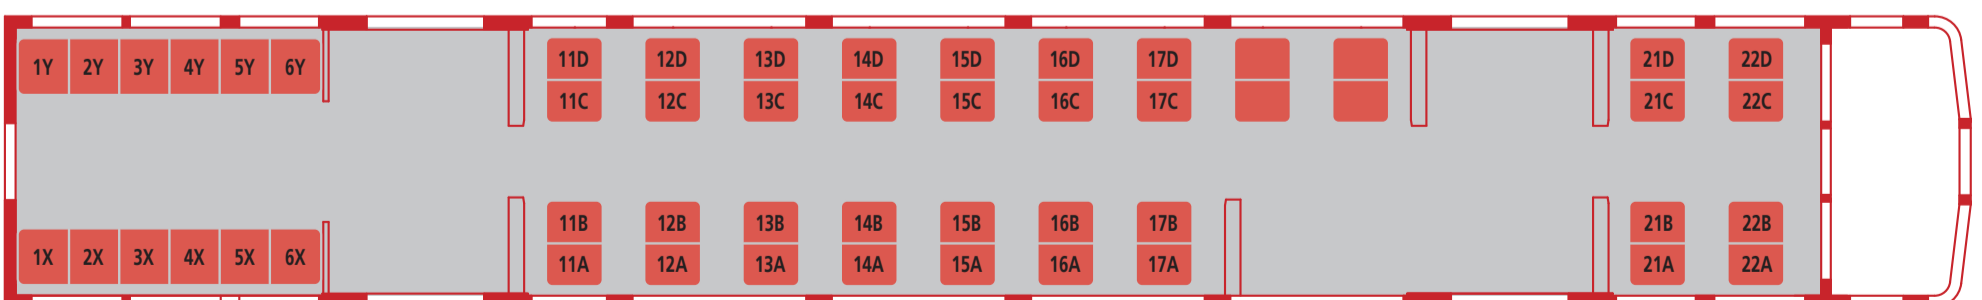 1Y 2Y 3Y 4Y 5Y 6Y 11D 12D 13D 14D 15D 16D 17D 21D 22D
11C 12C 13C 14C 15C 16C 17C 21C 22C
11B 12B 13B 14B 15B 16B 17B 21B 22B
1X 2X 3X 4X 5X 6X 11A 12A 13A 14A 15A 16A 17A 21A 22A